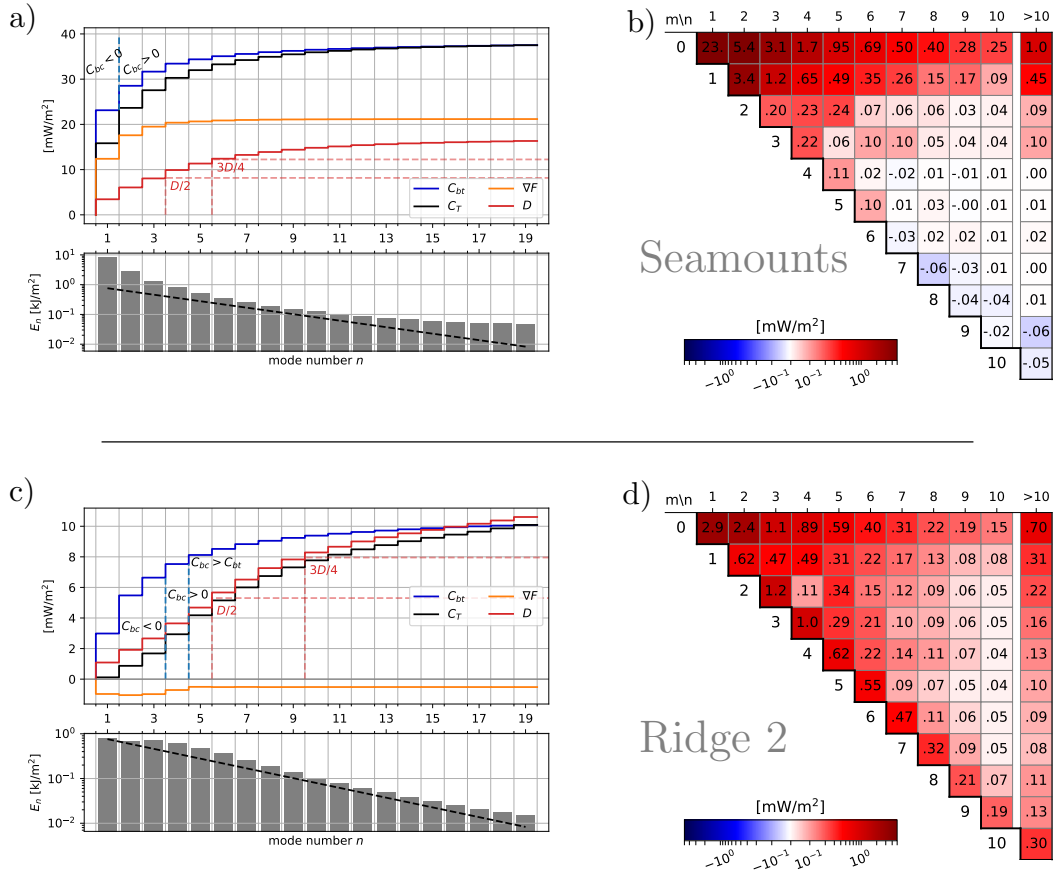 a)
40
30
20
10
0
[mW/m²]
C_bc<0
C_bc>0
D/2
3D/4
C_bt
C_T
∇F
D
1 3 5 7 9 11 13 15 17 19
10¹
10⁰
10⁻¹
10⁻²
E_n [kJ/m²]
mode number n
b)
m\n 1 2 3 4 5 6 7 8 9 10 >10
0 23. 5.4 3.1 1.7 .95 .69 .50 .40 .28 .25 1.0
1 3.4 1.2 .65 .49 .35 .26 .15 .17 .09 .45
2 .20 .23 .24 .07 .06 .06 .03 .04 .09
3 .22 .06 .10 .10 .05 .04 .03 .10
4 .11 .02 -.02 .01 -.01 .01 .00
5 .10 .01 .03 -.00 .01 .01
6 -.03 .02 .02 .01 .02
7 -.06 -.03 .01 .00
8 -.04 -.04 .01
9 -.02 -.06
10 -.05
Seamounts
[mW/m²]
−10⁰ −10⁻¹ 10⁻¹ 10⁰
c)
10
8
6
4
2
0
[mW/m²]
C_bc<0
C_bc>0
C_bc>C_bt
D/2
3D/4
C_bt
C_T
∇F
D
1 3 5 7 9 11 13 15 17 19
10⁰
10⁻¹
10⁻²
E_n [kJ/m²]
mode number n
d)
m\n 1 2 3 4 5 6 7 8 9 10 >10
0 2.9 2.4 1.1 .89 .59 .40 .31 .22 .19 .15 .70
1 .62 .47 .49 .31 .22 .17 .13 .08 .08 .31
2 1.2 .11 .34 .15 .12 .09 .06 .05 .22
3 1.0 .29 .21 .10 .09 .06 .05 .16
4 .62 .22 .14 .11 .07 .04 .13
5 .55 .09 .07 .05 .04 .10
6 .47 .11 .06 .05 .09
7 .32 .09 .05 .08
8 .21 .07 .11
9 .19 .13
10 .30
Ridge 2
[mW/m²]
−10⁰ −10⁻¹ 10⁻¹ 10⁰